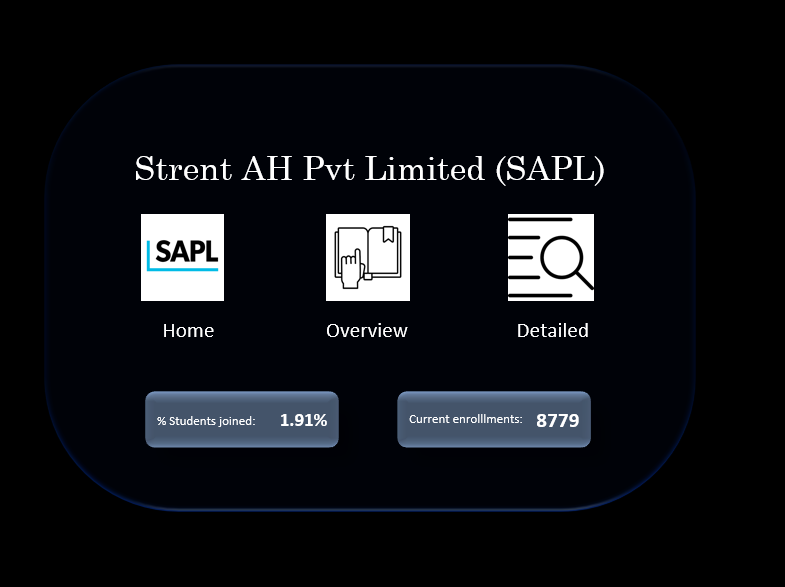 Strent AH Pvt Limited (SAPL)
SAPL
Home
Overview
Detailed
% Students joined: 1.91%
Current enrolllments: 8779